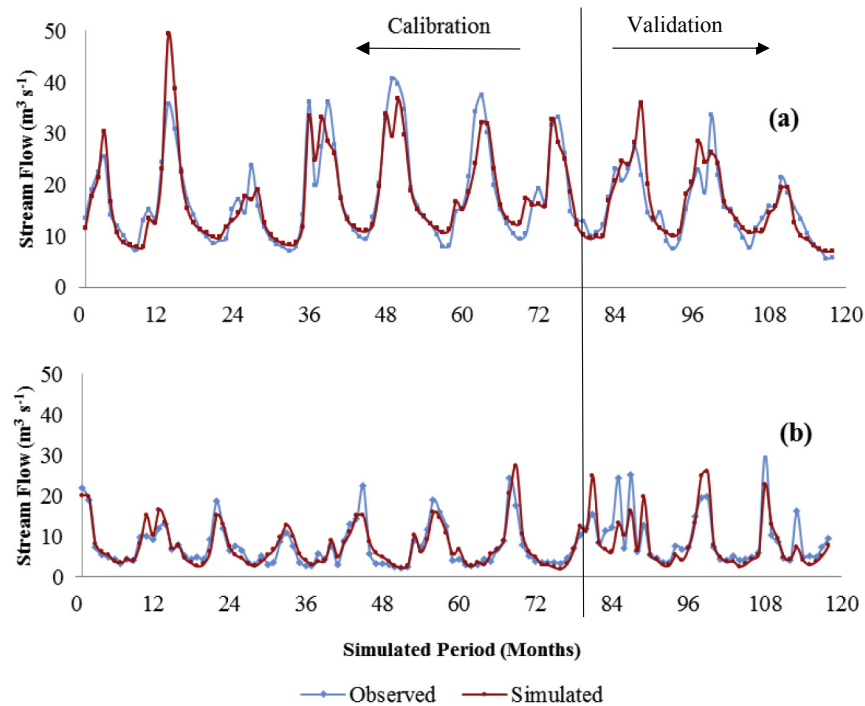 Calibration Validation
Stream Flow (m³ s⁻¹)
50
40
30
20
10
0
(a)
0 12 24 36 48 60 72 84 96 108 120
Stream Flow (m³ s⁻¹)
50
40
30
20
10
0
(b)
0 12 24 36 48 60 72 84 96 108 120
Simulated Period (Months)
Observed Simulated